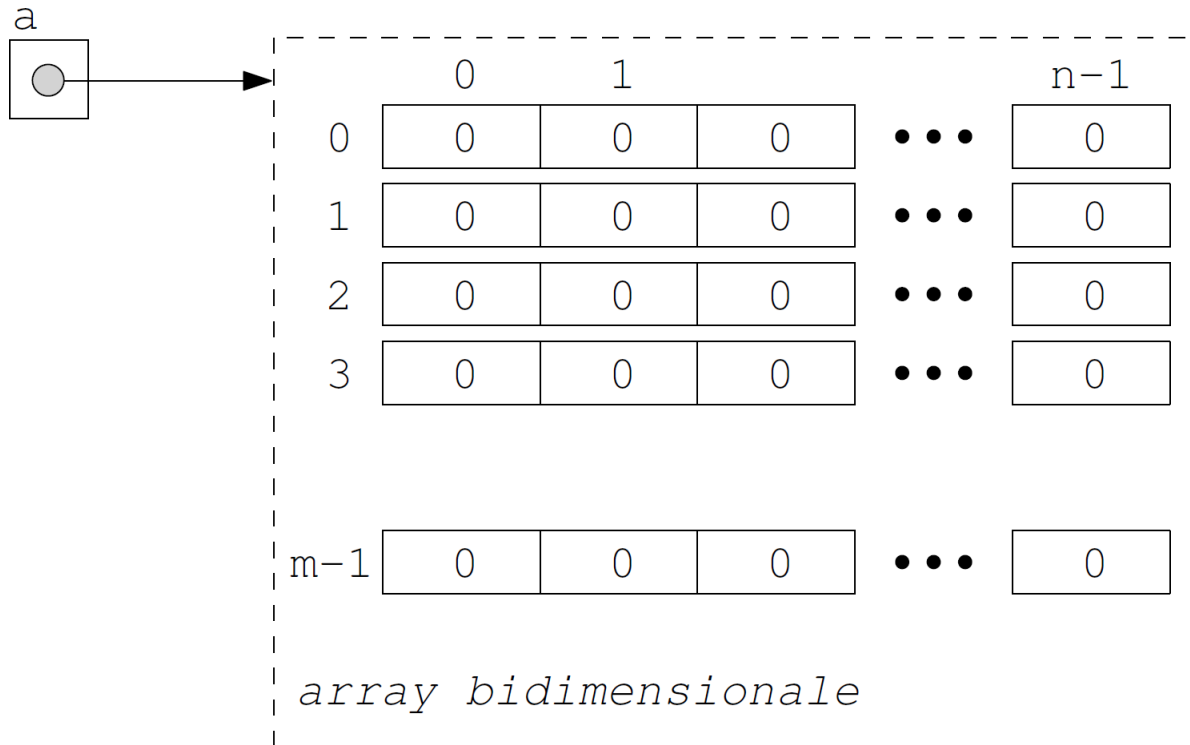 a
0 1 n-1
0 0 0 0 ••• 0
1 0 0 0 ••• 0
2 0 0 0 ••• 0
3 0 0 0 ••• 0
m-1 0 0 0 ••• 0
array bidimensionale